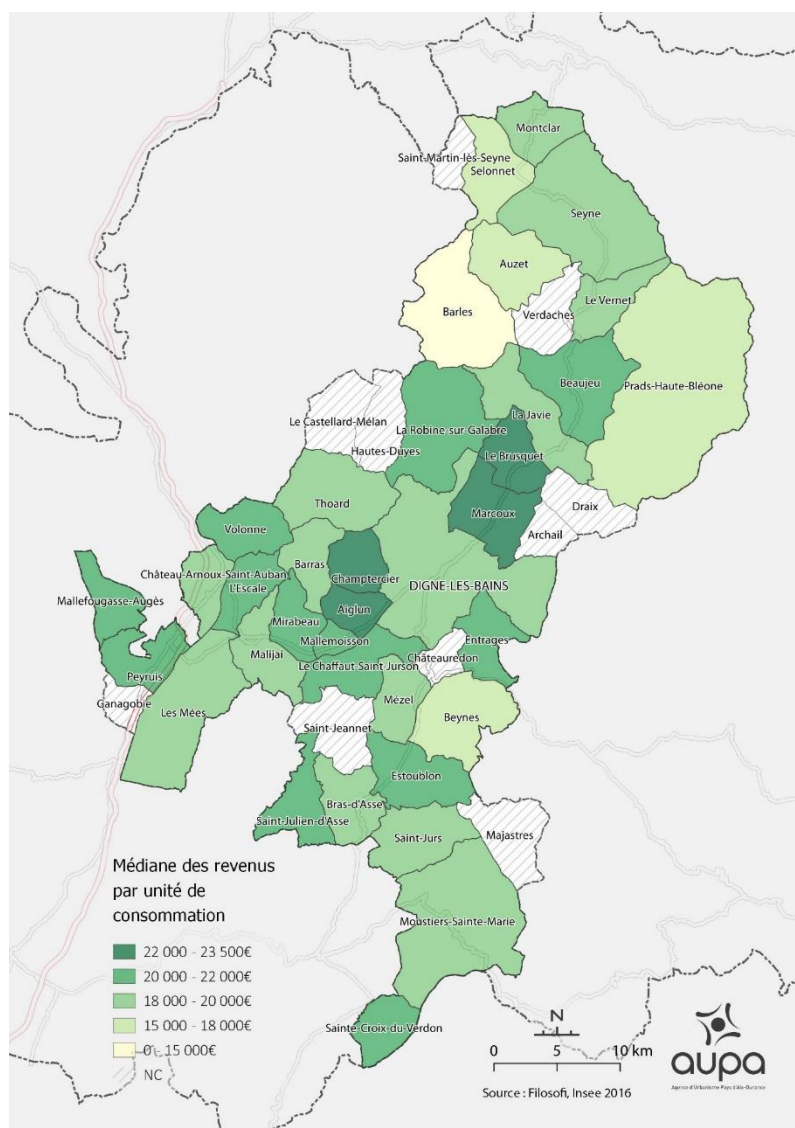 Montclar
Saint-Martin-lès-Seyne
Selonnet
Seyne
Auzet
Le Vernet
Barles
Verdaches
Beaujeu
Prads-Haute-Bléone
Le Castellard-Mélan
La Javie
La Robine-sur-Galabre
Hautes-Duyes
Le Brusquet
Thoard
Marcoux
Draix
Archail
Volonne
Barras
Château-Arnoux-Saint-Auban
Champtercier
DIGNE-LES-BAINS
L'Escale
Mallefougasse-Augès
Aiglun
Mirabeau
Mallemoisson
Entrages
Malijai
Châteauredon
Le Chaffaut-Saint-Jurson
Peyruis
Ganagobie
Les Mées
Mézel
Saint-Jeannet
Beynes
Estoublon
Bras-d'Asse
Saint-Julien-d'Asse
Saint-Jurs
Majastres
Moustiers-Sainte-Marie
Sainte-Croix-du-Verdon
Médiane des revenus
par unité de
consommation
22 000 - 23 500€
20 000 - 22 000€
18 000 - 20 000€
15 000 - 18 000€
0 - 15 000€
NC
N
0 5 10 km
Source : Filosofi, Insee 2016
aupa
Agence d'Urbanisme Pays d'Aix-Durance